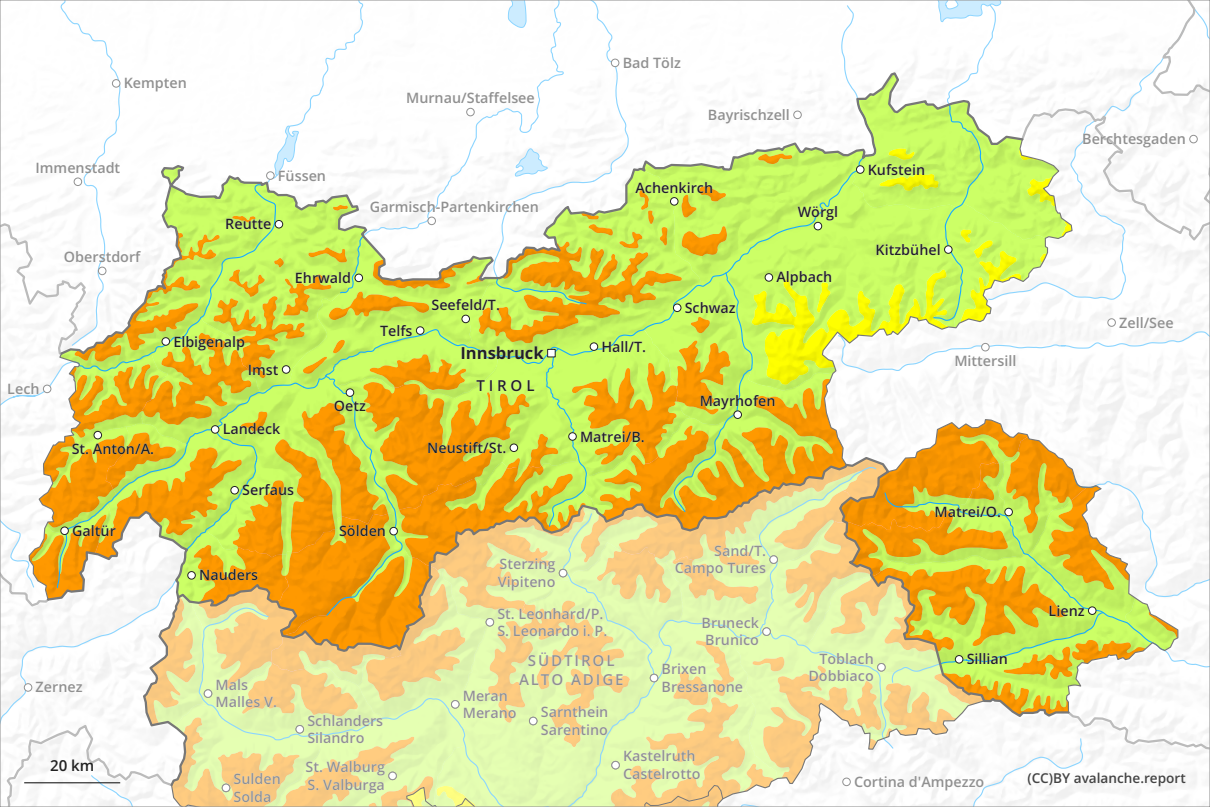 Kempten
Bad Tölz
Murnau/Staffelsee
Bayrischzell
Berchtesgaden
Immenstadt
Füssen
Kufstein
Achenkirch
Garmisch-Partenkirchen
Wörgl
Reutte
Oberstdorf
Kitzbühel
Ehrwald
Alpbach
Seefeld/T.
Schwaz
Telfs
Zell/See
Elbigenalp
Innsbruck
Hall/T.
Mittersill
Imst
TIROL
Lech
Oetz
Mayrhofen
Landeck
Matrei/B.
St. Anton/A.
Neustift/St.
Serfaus
Matrei/O.
Galtür
Sölden
Sterzing
Vipiteno
Sand/T.
Campo Tures
Nauders
St. Leonhard/P.
S. Leonardo i. P.
Bruneck
Brunico
Lienz
SÜDTIROL
ALTO ADIGE
Toblach
Dobbiaco
Sillian
Brixen
Bressanone
Zernez
Mals
Malles V.
Meran
Merano
Sarnthein
Sarentino
Schlanders
Silandro
Kastelruth
Castelrotto
St. Walburg
S. Valburga
Sulden
Solda
Cortina d'Ampezzo
20 km
(CC)BY avalanche.report